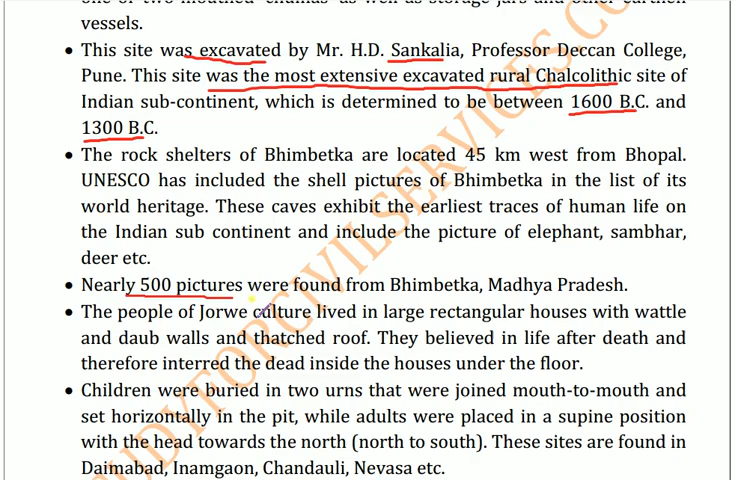 vessels.
• This site was excavated by Mr. H.D. Sankalia, Professor Deccan College,
Pune. This site was the most extensive excavated rural Chalcolithic site of
Indian sub-continent, which is determined to be between 1600 B.C. and
1300 B.C.
• The rock shelters of Bhimbetka are located 45 km west from Bhopal.
UNESCO has included the shell pictures of Bhimbetka in the list of its
world heritage. These caves exhibit the earliest traces of human life on
the Indian sub continent and include the picture of elephant, sambhar,
deer etc.
• Nearly 500 pictures were found from Bhimbetka, Madhya Pradesh.
• The people of Jorwe culture lived in large rectangular houses with wattle
and daub walls and thatched roof. They believed in life after death and
therefore interred the dead inside the houses under the floor.
• Children were buried in two urns that were joined mouth-to-mouth and
set horizontally in the pit, while adults were placed in a supine position
with the head towards the north (north to south). These sites are found in
Daimabad, Inamgaon, Chandauli, Nevasa etc.
STUDYFORCIVILSERVICES.CO